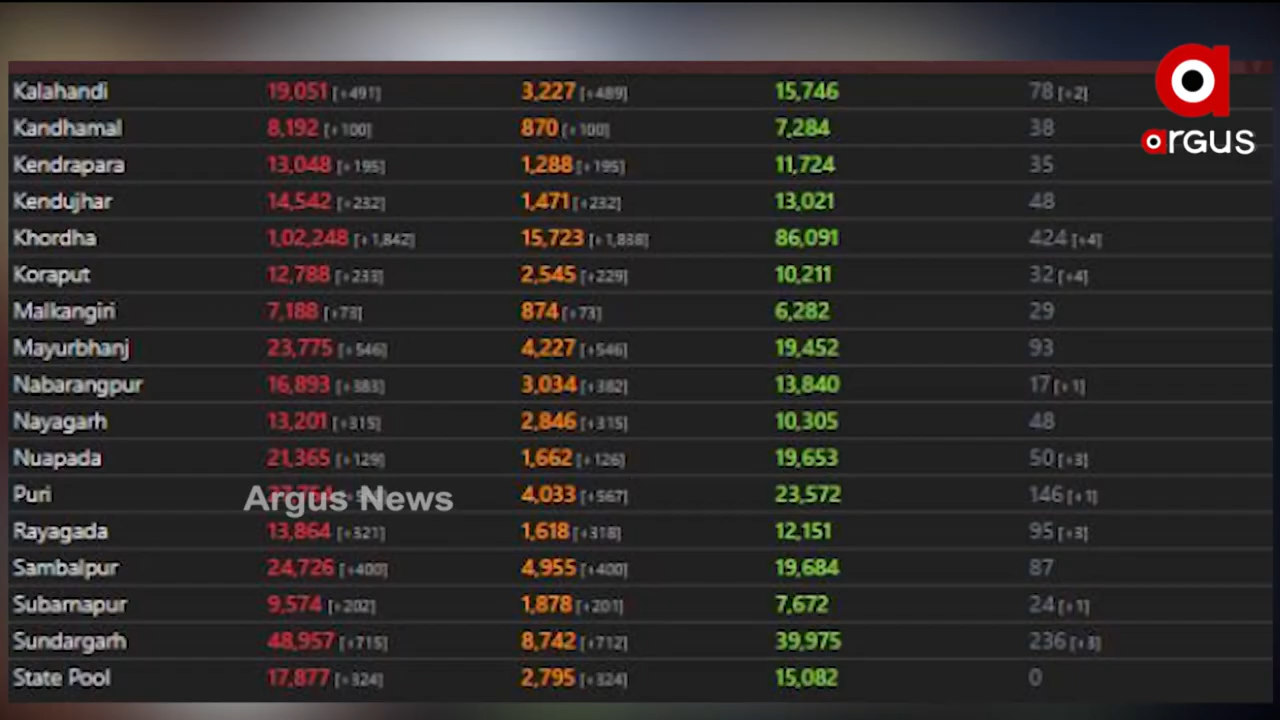 argus
Kalahandi 19,051 [+491] 3,227 [+489] 15,746 78 [+2]
Kandhamal 8,192 [+100] 870 [+100] 7,284 38
Kendrapara 13,048 [+195] 1,288 [+195] 11,724 35
Kendujhar 14,542 [+232] 1,471 [+232] 13,021 48
Khordha 1,02,248 [+1,842] 15,723 [+1,838] 86,091 424 [+4]
Koraput 12,788 [+233] 2,545 [+229] 10,211 32 [+4]
Malkangiri 7,188 [+73] 874 [+73] 6,282 29
Mayurbhanj 23,775 [+546] 4,227 [+546] 19,452 93
Nabarangpur 16,893 [+383] 3,034 [+382] 13,840 17 [+1]
Nayagarh 13,201 [+315] 2,846 [+315] 10,305 48
Nuapada 21,365 [+129] 1,662 [+126] 19,653 50 [+3]
Puri 4,033 [+567] 23,572 146 [+1]
Argus News
Rayagada 13,864 [+321] 1,618 [+318] 12,151 95 [+3]
Sambalpur 24,726 [+400] 4,955 [+400] 19,684 87
Subarnapur 9,574 [+202] 1,878 [+201] 7,672 24 [+1]
Sundargarh 48,957 [+715] 8,742 [+712] 39,975 236 [+3]
State Pool 17,877 [+324] 2,795 [+324] 15,082 0